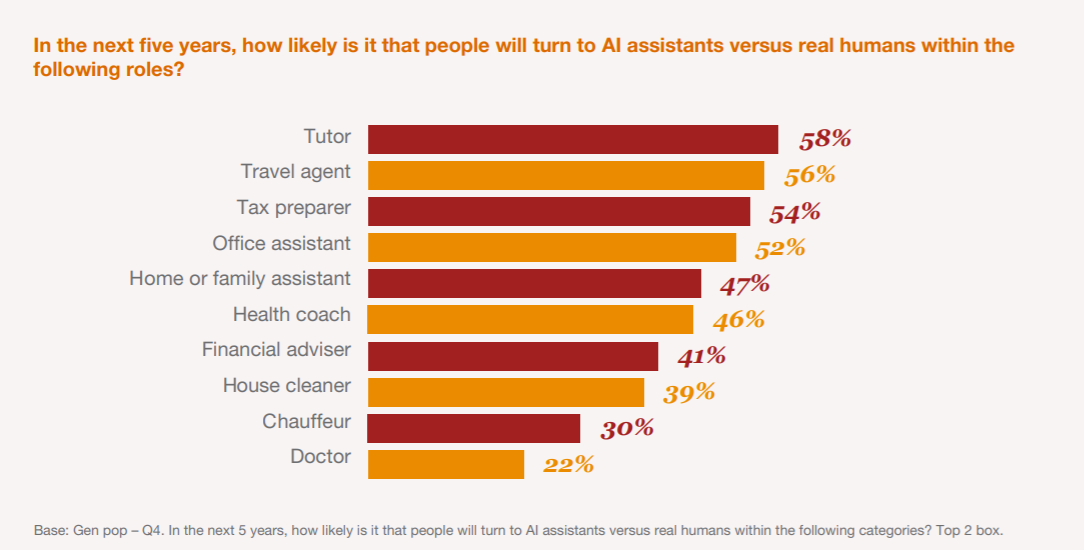 In the next five years, how likely is it that people will turn to AI assistants versus real humans within the
following roles?
Tutor 58%
Travel agent 56%
Tax preparer 54%
Office assistant 52%
Home or family assistant 47%
Health coach 46%
Financial adviser 41%
House cleaner 39%
Chauffeur 30%
Doctor 22%
Base: Gen pop – Q4. In the next 5 years, how likely is it that people will turn to AI assistants versus real humans within the following categories? Top 2 box.